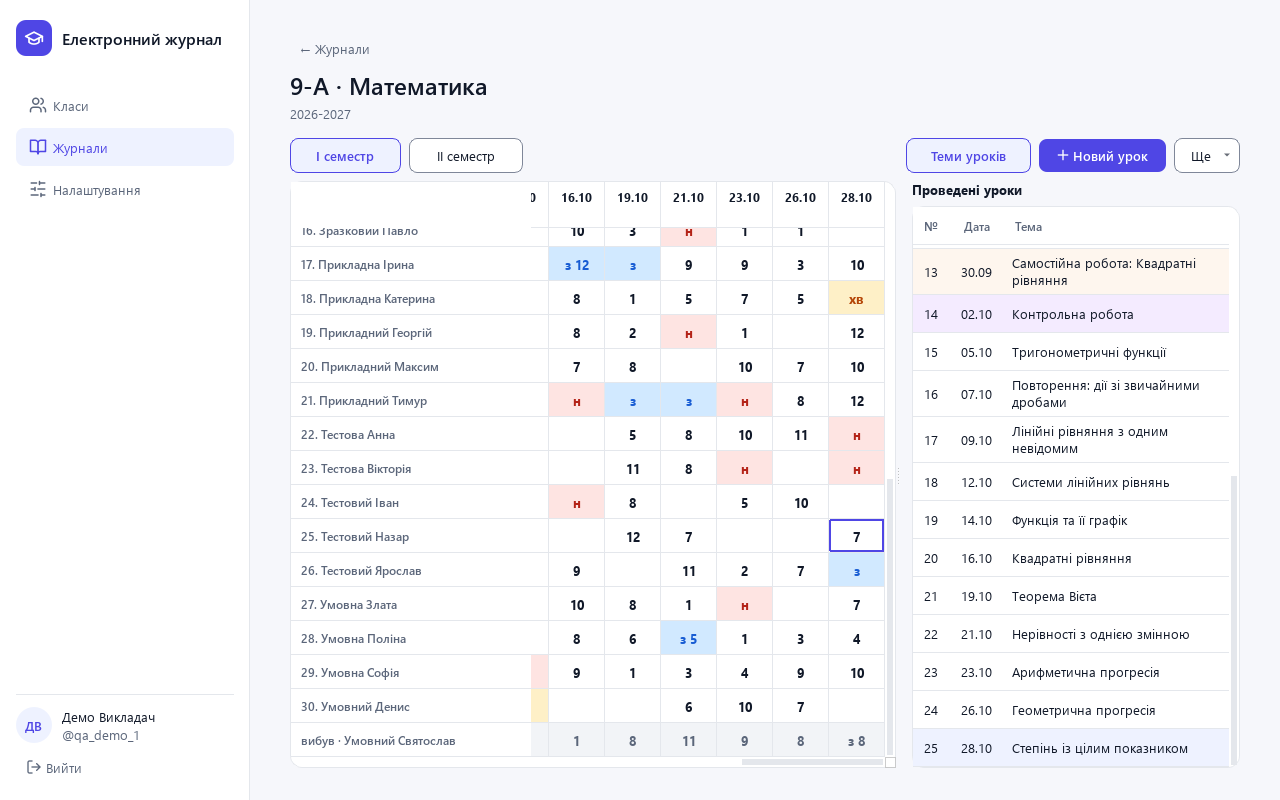 Електронний журнал
Класи
Журнали
Налаштування
ДВ
Демо Викладач
@qa_demo_1
Вийти
← Журнали
9-А · Математика
2026-2027
І семестр
ІІ семестр
Теми уроків
+ Новий урок
Ще
0 16.10 19.10 21.10 23.10 26.10 28.10
16. Зразковий Павло 10 3 н 1 1
17. Прикладна Ірина з 12 з 9 9 3 10
18. Прикладна Катерина 8 1 5 7 5 хв
19. Прикладний Георгій 8 2 н 1 12
20. Прикладний Максим 7 8 10 7 10
21. Прикладний Тимур н з з н 8 12
22. Тестова Анна 5 8 10 11 н
23. Тестова Вікторія 11 8 н н
24. Тестовий Іван н 8 5 10
25. Тестовий Назар 12 7 7
26. Тестовий Ярослав 9 11 2 7 з
27. Умовна Злата 10 8 1 н 7
28. Умовна Поліна 8 6 з 5 1 3 4
29. Умовна Софія 9 1 3 4 9 10
30. Умовний Денис 6 10 7
вибув · Умовний Святослав 1 8 11 9 8 з 8
Проведені уроки
№ Дата Тема
13 30.09 Самостійна робота: Квадратні
рівняння
14 02.10 Контрольна робота
15 05.10 Тригонометричні функції
16 07.10 Повторення: дії зі звичайними
дробами
17 09.10 Лінійні рівняння з одним
невідомим
18 12.10 Системи лінійних рівнянь
19 14.10 Функція та її графік
20 16.10 Квадратні рівняння
21 19.10 Теорема Вієта
22 21.10 Нерівності з однією змінною
23 23.10 Арифметична прогресія
24 26.10 Геометрична прогресія
25 28.10 Степінь із цілим показником